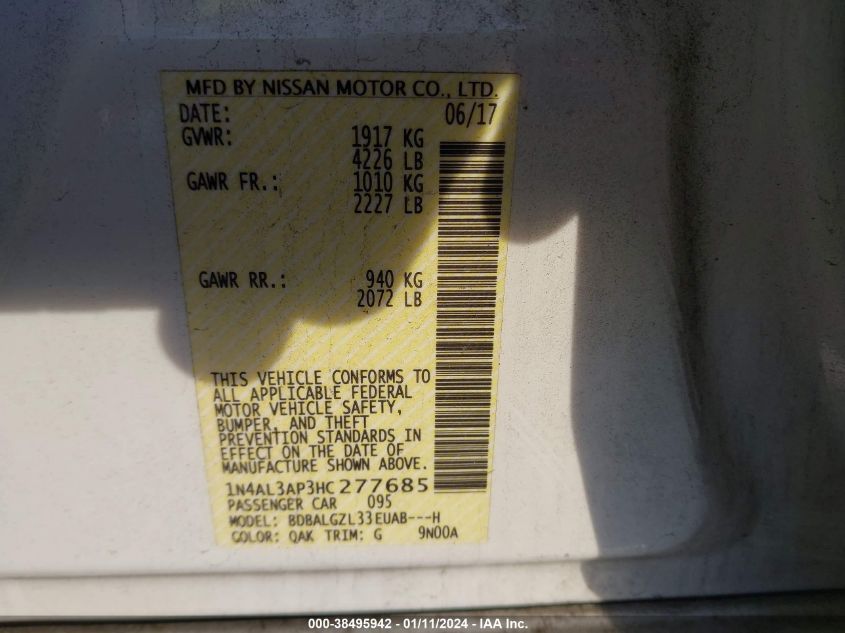 MFD BY NISSAN MOTOR CO., LTD.
DATE: 06/17
GVWR: 1917 KG
4226 LB
GAWR FR.: 1010 KG
2227 LB
GAWR RR.: 940 KG
2072 LB
THIS VEHICLE CONFORMS TO
ALL APPLICABLE FEDERAL
MOTOR VEHICLE SAFETY,
BUMPER, AND THEFT
PREVENTION STANDARDS IN
EFFECT ON THE DATE OF
MANUFACTURE SHOWN ABOVE.
1N4AL3AP3HC277685
PASSENGER CAR 095
MODEL: BDBALGZL33EUAB---H
COLOR: QAK TRIM: G 9N00A
000-38495942 - 01/11/2024 - IAA Inc.